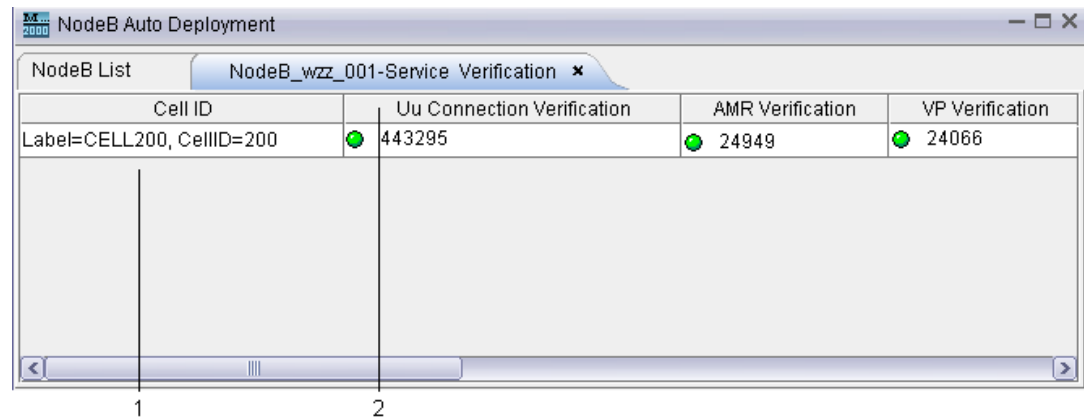 M... 2000 NodeB Auto Deployment
NodeB List NodeB_wzz_001-Service Verification
Cell ID Uu Connection Verification AMR Verification VP Verification
Label=CELL200, CellID=200 443295 24949 24066
1 2